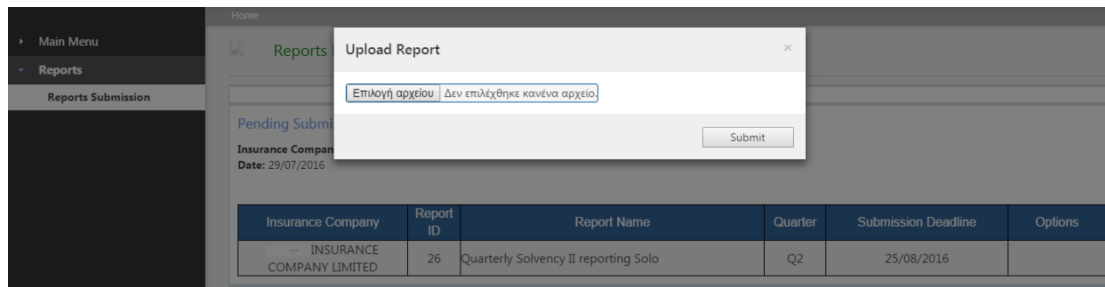 Home
Main Menu
Reports
Reports Submission
Reports
Upload Report
×
Επιλογή αρχείου Δεν επιλέχθηκε κανένα αρχείο.
Submit
Pending Submi
Insurance Compan
Date: 29/07/2016
Insurance Company Report ID Report Name Quarter Submission Deadline Options
INSURANCE COMPANY LIMITED 26 Quarterly Solvency II reporting Solo Q2 25/08/2016